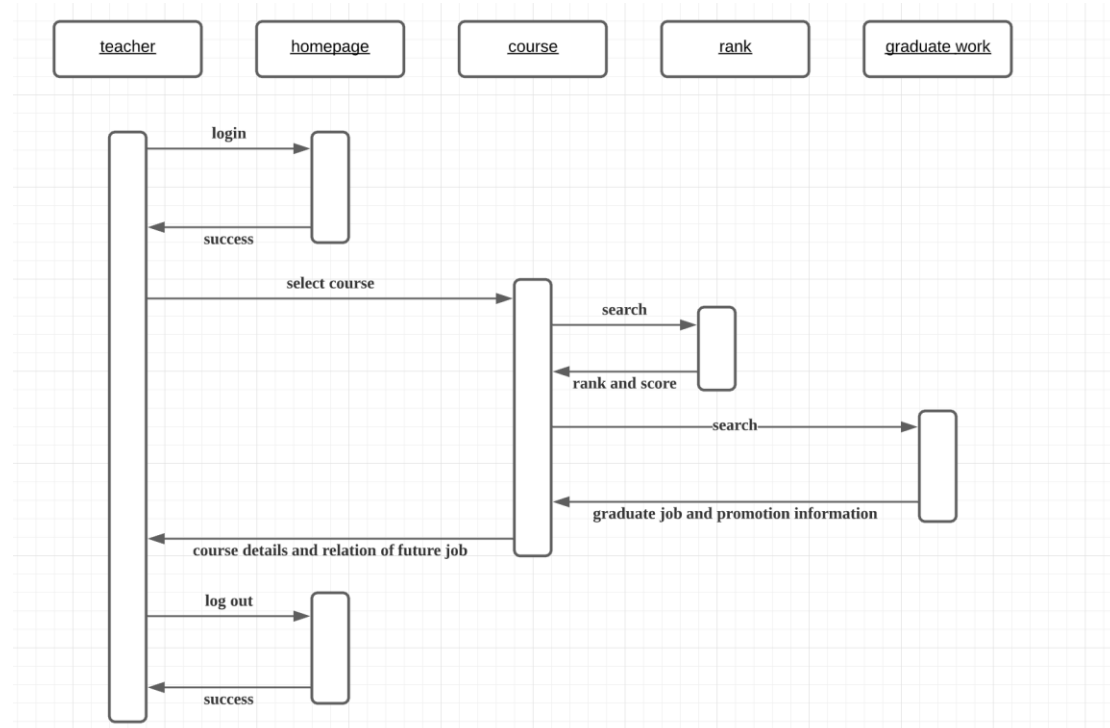 teacher
homepage
course
rank
graduate work
login
success
select course
search
rank and score
search
graduate job and promotion information
course details and relation of future job
log out
success